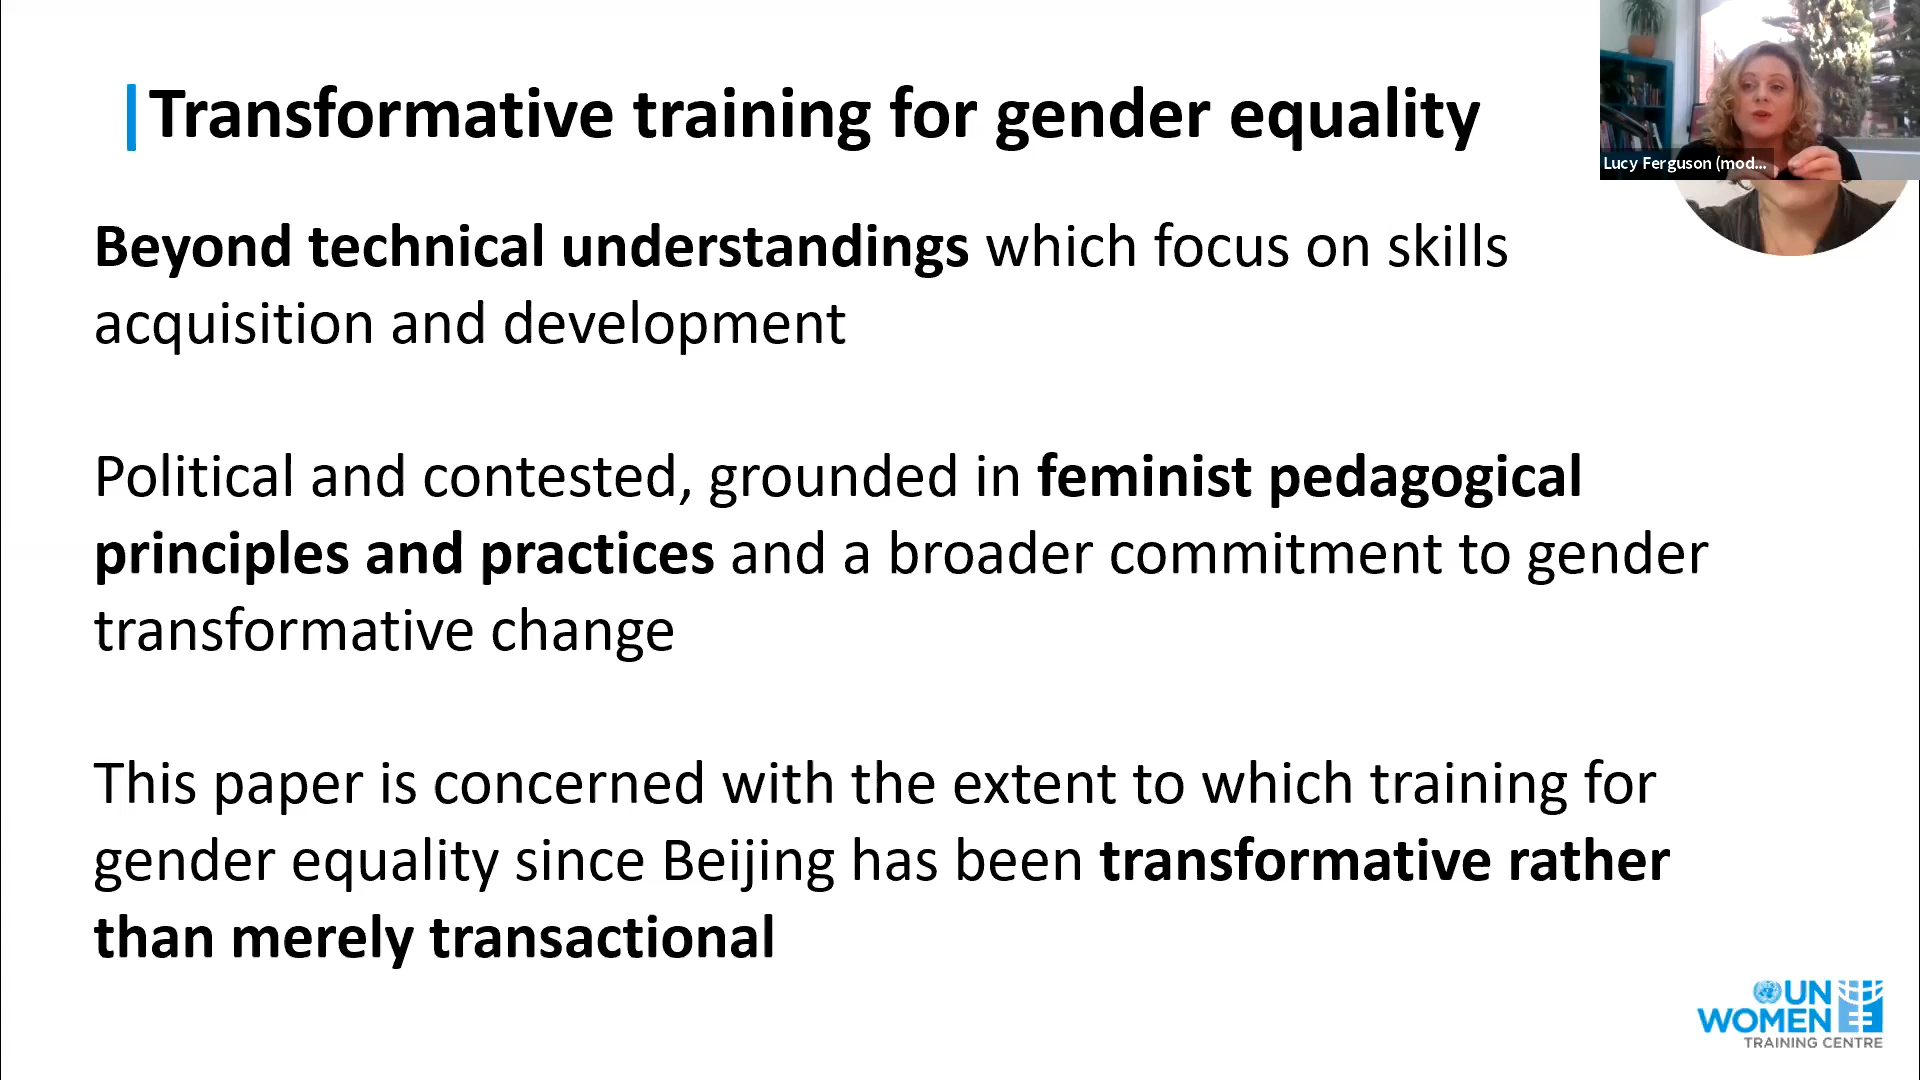 Transformative training for gender equality
Lucy Ferguson (mod...
Beyond technical understandings which focus on skills
acquisition and development
Political and contested, grounded in feminist pedagogical
principles and practices and a broader commitment to gender
transformative change
This paper is concerned with the extent to which training for
gender equality since Beijing has been transformative rather
than merely transactional
UN
WOMEN
TRAINING CENTRE